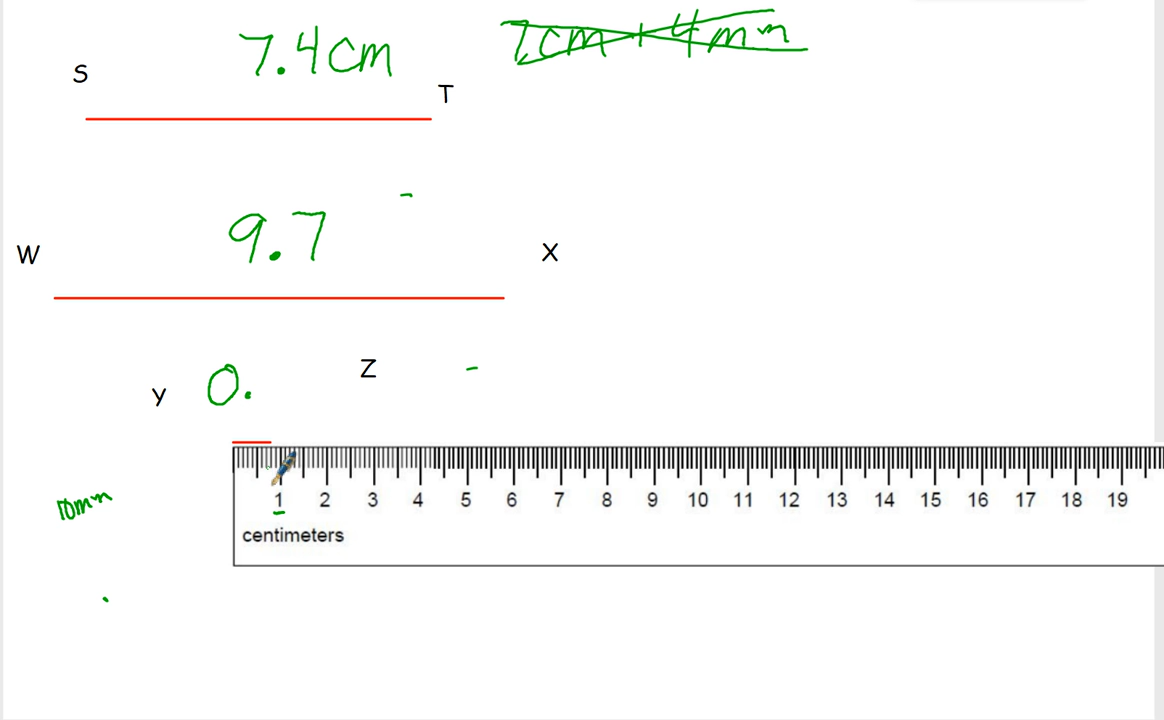 7.4cm 7cm + 4mm
S T
9.7
W X
Z
Y 0.
10mm
1 2 3 4 5 6 7 8 9 10 11 12 13 14 15 16 17 18 19
centimeters